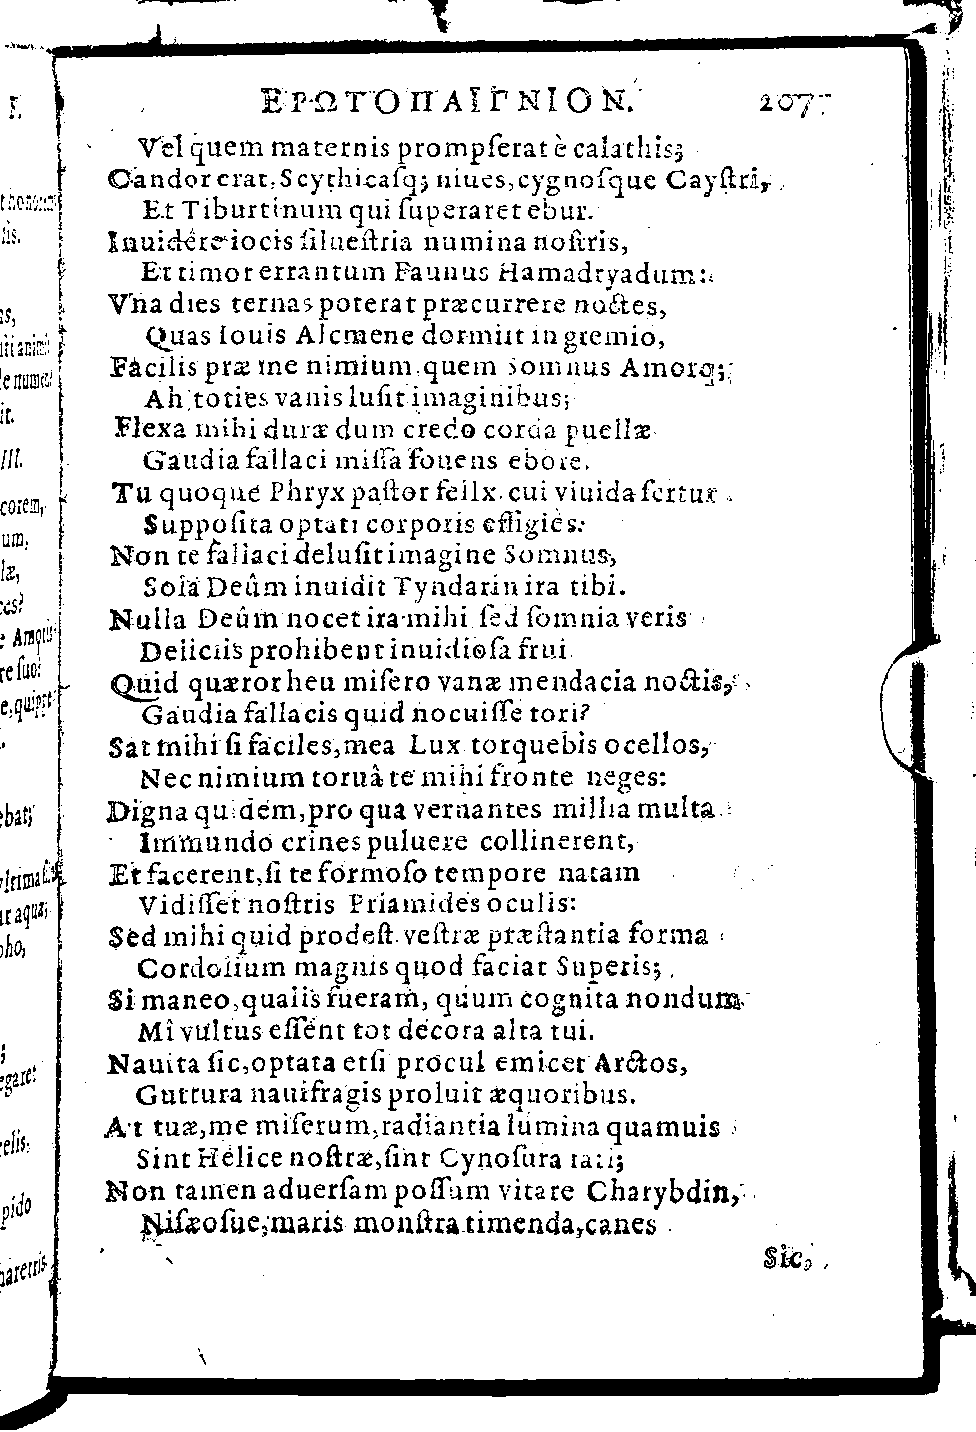 ΕΡΩΤΟΠΑΙΓΝΙΟΝ. 207
Vel quem maternis prompſerat è calathis;
Candor erat, Scythicaſq; niues, cygnoſque Cayſtri,
Et Tiburtinum qui ſuperaret ebur.
Inuidêre iocis ſilueſtria numina noſtris,
Et timor errantum Faunus Hamadryadum:
Vna dies ternas poterat præcurrere noctes,
Quas Iouis Alcmene dormiit in gremio,
Facilis præ me nimium, quem Somnus Amorq;
Ah toties vanis luſit imaginibus;
Flexa mihi duræ dum credo corda puellæ
Gaudia fallaci miſſa fouens ebore.
Tu quoque Phryx paſtor felix, cui viuida fertur
Suppoſita optati corporis effigies:
Non te fallaci deluſit imagine Somnus,
Sola Deûm inuidit Tyndarin ira tibi.
Nulla Deûm nocet ira mihi ſed ſomnia veris
Deliciis prohibent inuidioſa frui
Quid quæror heu miſero vanæ mendacia noctis,
Gaudia fallacis quid nocuiſſe tori?
Sat mihi ſi faciles, mea Lux torquebis ocellos,
Nec nimium toruâ te mihi fronte neges:
Digna quidem, pro qua vernantes millia multa
Immundo crines puluere collinerent,
Et facerent, ſi te formoſo tempore natam
Vidiſſet noſtris Priamides oculis:
Sed mihi quid prodeſt veſtræ præſtantia forma
Cordolium magnis quod faciat Superis;
Si maneo, qualis fueram, quum cognita nondum
Mî vultus eſſent tot decora alta tui.
Nauita ſic, optata etſi procul emicet Arctos,
Guttura naufragis proluit æquoribus.
At tuæ, me miſerum, radiantia lumina quamuis
Sint Helice noſtræ, ſint Cynoſura rati;
Non tamen aduerſam poſſum vitare Charybdin,
Niſæoſue, maris monſtra timenda, canes
Sic,